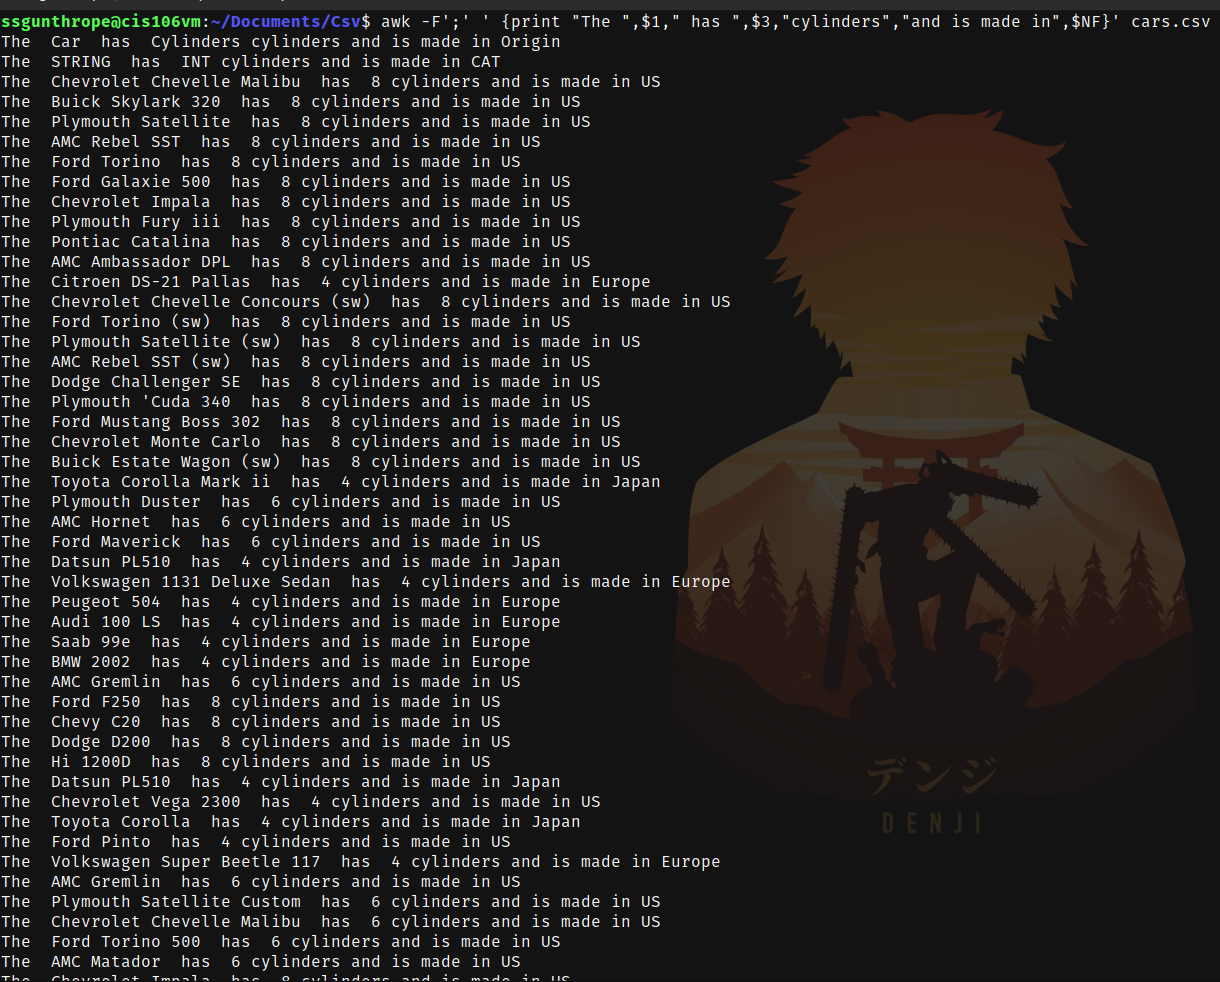 ssgunthrope@cis106vm:~/Documents/Csv$ awk -F';' ' {print "The ",$1," has ",$3,"cylinders","and is made in",$NF}' cars.csv
The  Car  has  Cylinders cylinders and is made in Origin
The  STRING  has  INT cylinders and is made in CAT
The  Chevrolet Chevelle Malibu  has  8 cylinders and is made in US
The  Buick Skylark 320  has  8 cylinders and is made in US
The  Plymouth Satellite  has  8 cylinders and is made in US
The  AMC Rebel SST  has  8 cylinders and is made in US
The  Ford Torino  has  8 cylinders and is made in US
The  Ford Galaxie 500  has  8 cylinders and is made in US
The  Chevrolet Impala  has  8 cylinders and is made in US
The  Plymouth Fury iii  has  8 cylinders and is made in US
The  Pontiac Catalina  has  8 cylinders and is made in US
The  AMC Ambassador DPL  has  8 cylinders and is made in US
The  Citroen DS-21 Pallas  has  4 cylinders and is made in Europe
The  Chevrolet Chevelle Concours (sw)  has  8 cylinders and is made in US
The  Ford Torino (sw)  has  8 cylinders and is made in US
The  Plymouth Satellite (sw)  has  8 cylinders and is made in US
The  AMC Rebel SST (sw)  has  8 cylinders and is made in US
The  Dodge Challenger SE  has  8 cylinders and is made in US
The  Plymouth 'Cuda 340  has  8 cylinders and is made in US
The  Ford Mustang Boss 302  has  8 cylinders and is made in US
The  Chevrolet Monte Carlo  has  8 cylinders and is made in US
The  Buick Estate Wagon (sw)  has  8 cylinders and is made in US
The  Toyota Corolla Mark ii  has  4 cylinders and is made in Japan
The  Plymouth Duster  has  6 cylinders and is made in US
The  AMC Hornet  has  6 cylinders and is made in US
The  Ford Maverick  has  6 cylinders and is made in US
The  Datsun PL510  has  4 cylinders and is made in Japan
The  Volkswagen 1131 Deluxe Sedan  has  4 cylinders and is made in Europe
The  Peugeot 504  has  4 cylinders and is made in Europe
The  Audi 100 LS  has  4 cylinders and is made in Europe
The  Saab 99e  has  4 cylinders and is made in Europe
The  BMW 2002  has  4 cylinders and is made in Europe
The  AMC Gremlin  has  6 cylinders and is made in US
The  Ford F250  has  8 cylinders and is made in US
The  Chevy C20  has  8 cylinders and is made in US
The  Dodge D200  has  8 cylinders and is made in US
The  Hi 1200D  has  8 cylinders and is made in US
The  Datsun PL510  has  4 cylinders and is made in Japan
The  Chevrolet Vega 2300  has  4 cylinders and is made in US
The  Toyota Corolla  has  4 cylinders and is made in Japan
The  Ford Pinto  has  4 cylinders and is made in US
The  Volkswagen Super Beetle 117  has  4 cylinders and is made in Europe
The  AMC Gremlin  has  6 cylinders and is made in US
The  Plymouth Satellite Custom  has  6 cylinders and is made in US
The  Chevrolet Chevelle Malibu  has  6 cylinders and is made in US
The  Ford Torino 500  has  6 cylinders and is made in US
The  AMC Matador  has  6 cylinders and is made in US
The  Chevrolet Impala  has  8 cylinders and is made in US
デンジ
DENJI